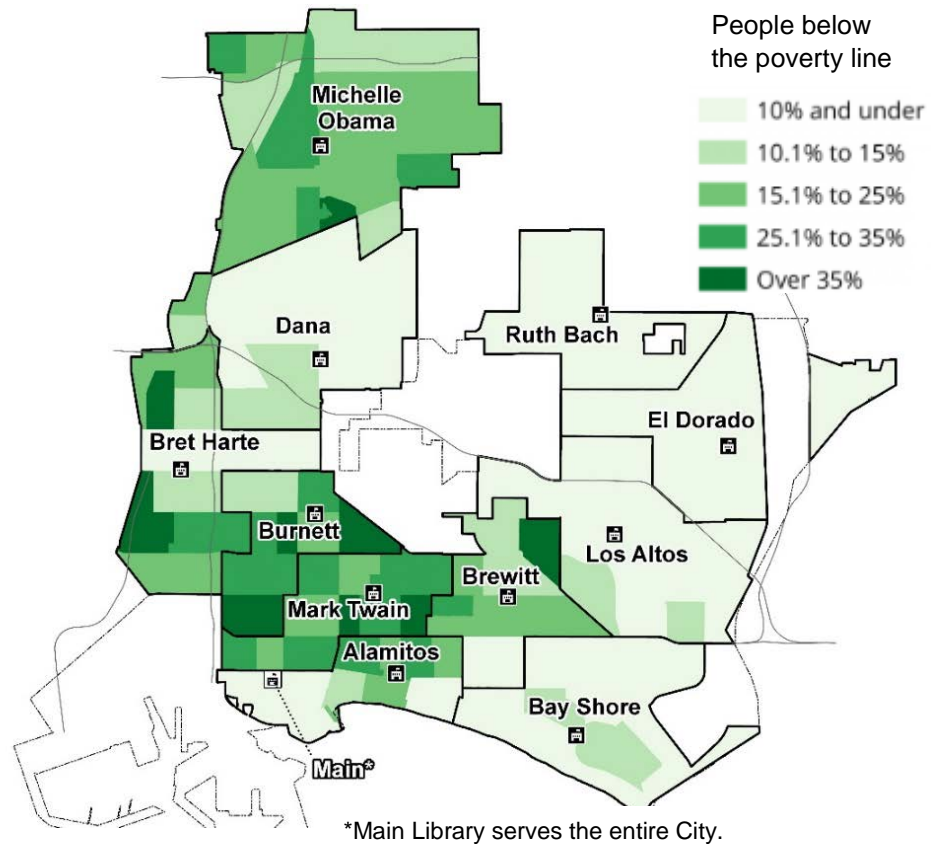 People below
the poverty line
10% and under
10.1% to 15%
15.1% to 25%
25.1% to 35%
Over 35%
Michelle
Obama
Dana
Ruth Bach
El Dorado
Bret Harte
Burnett
Los Altos
Brewitt
Mark Twain
Alamitos
Bay Shore
Main*
*Main Library serves the entire City.